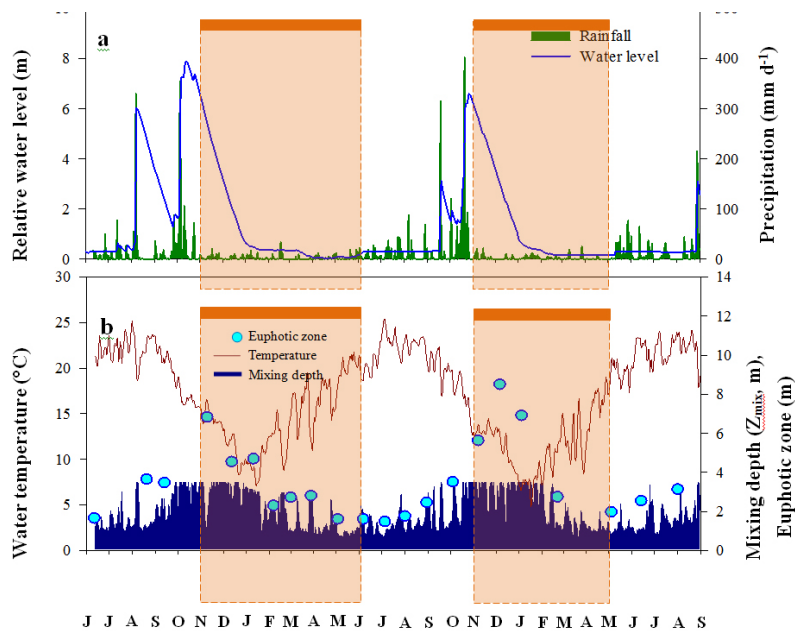 a
Rainfall
Water level
Relative water level (m)
Precipitation (mm d-1)
8
6
4
2
0
400
300
200
100
0
b
Euphotic zone
Temperature
Mixing depth
Water temperature (°C)
Mixing depth (Zmix, m),
Euphotic zone (m)
30
25
20
15
10
5
0
14
12
10
8
6
4
2
0
J J A S O N D J F M A M J J A S O N D J F M A M J J A S